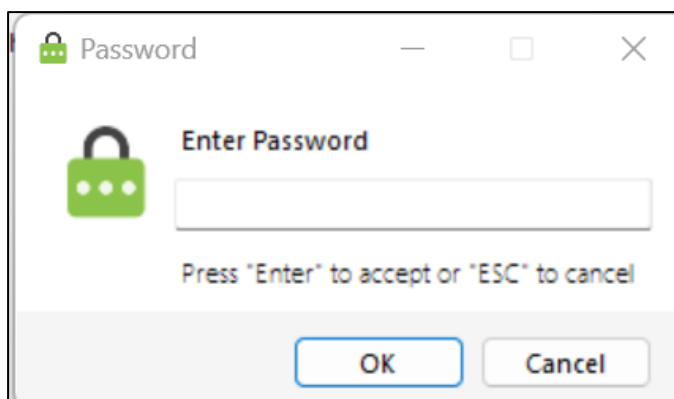 Password
Enter Password
Press "Enter" to accept or "ESC" to cancel
OK
Cancel